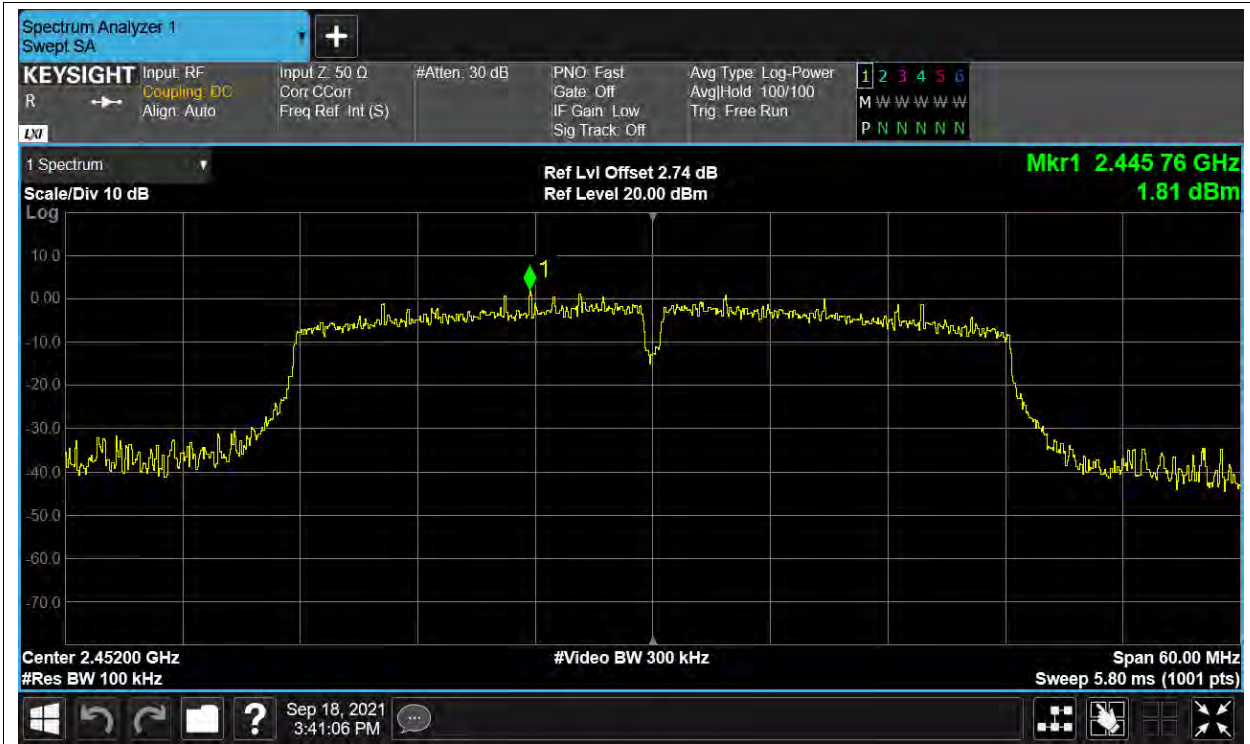 Spectrum Analyzer 1
Swept SA
+
KEYSIGHT
R
LXI
Input: RF
Coupling: DC
Align: Auto
Input Z: 50 Ω
Corr CCorr
Freq Ref: Int (S)
#Atten: 30 dB
PNO: Fast
Gate: Off
IF Gain: Low
Sig Track: Off
Avg Type: Log-Power
Avg|Hold: 100/100
Trig: Free Run
1 2 3 4 5 6
M W W W W W W
P N N N N N N
1 Spectrum
Scale/Div 10 dB
Log
Ref Lvl Offset 2.74 dB
Ref Level 20.00 dBm
Mkr1 2.445 76 GHz
1.81 dBm
1
10.0
0.00
-10.0
-20.0
-30.0
-40.0
-50.0
-60.0
-70.0
Center 2.45200 GHz
#Res BW 100 kHz
#Video BW 300 kHz
Span 60.00 MHz
Sweep 5.80 ms (1001 pts)
?
Sep 18, 2021
3:41:06 PM